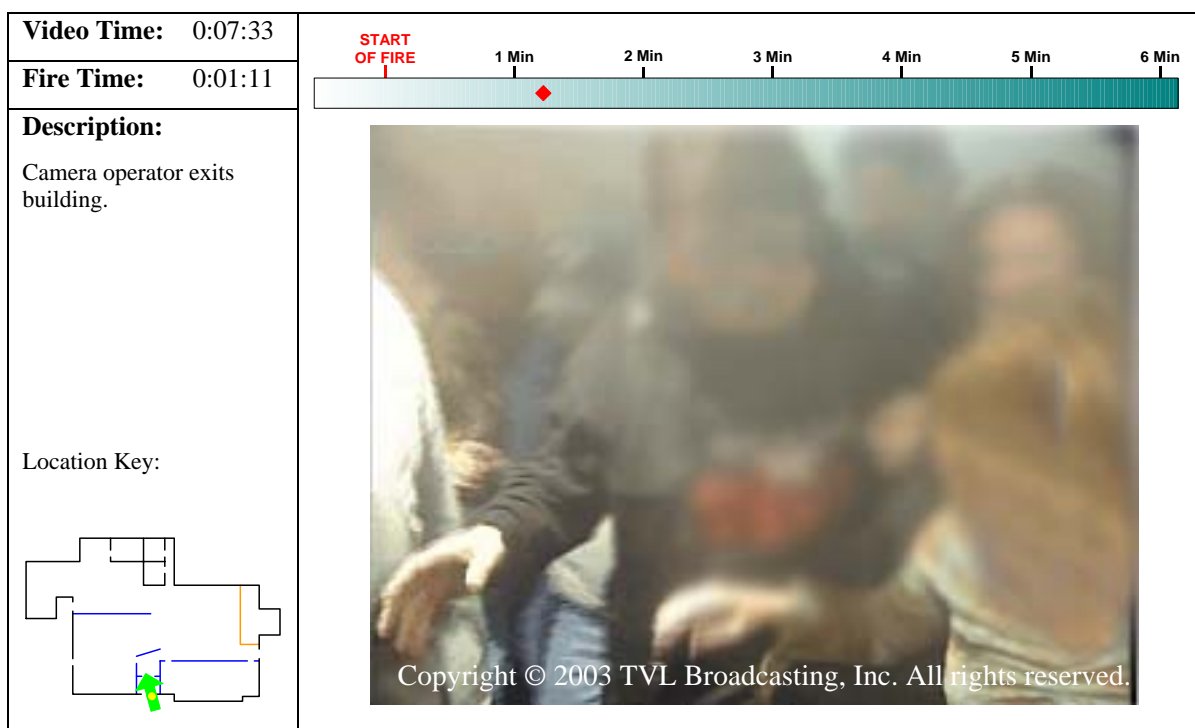 Video Time: 0:07:33
Fire Time: 0:01:11
START
OF FIRE
1 Min 2 Min 3 Min 4 Min 5 Min 6 Min
Description:
Camera operator exits
building.
Location Key:
Copyright © 2003 TVL Broadcasting, Inc. All rights reserved.